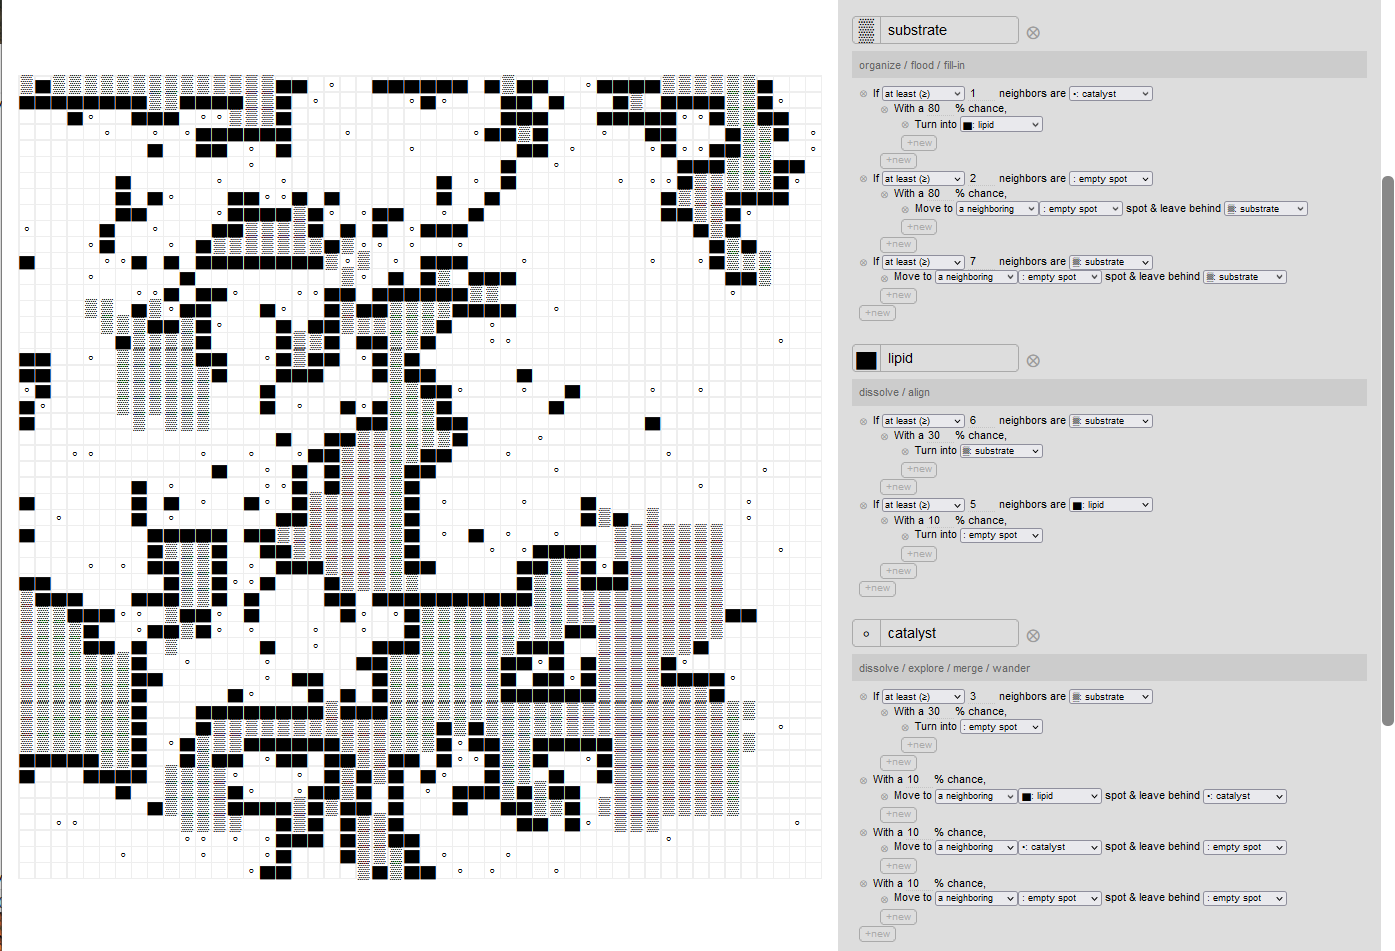 substrate
organize / flood / fill-in
If at least (≥) 1 neighbors are •: catalyst
With a 80 % chance,
Turn into ■: lipid
+new
+new
If at least (≥) 2 neighbors are : empty spot
With a 80 % chance,
Move to a neighboring : empty spot spot & leave behind ▒: substrate
+new
+new
If at least (≥) 7 neighbors are ▒: substrate
Move to a neighboring : empty spot spot & leave behind ▒: substrate
+new
+new
lipid
dissolve / align
If at least (≥) 6 neighbors are ▒: substrate
With a 30 % chance,
Turn into ▒: substrate
+new
+new
If at least (≥) 5 neighbors are ■: lipid
With a 10 % chance,
Turn into : empty spot
+new
+new
+new
catalyst
dissolve / explore / merge / wander
If at least (≥) 3 neighbors are ▒: substrate
With a 30 % chance,
Turn into : empty spot
+new
+new
With a 10 % chance,
Move to a neighboring ■: lipid spot & leave behind •: catalyst
+new
With a 10 % chance,
Move to a neighboring •: catalyst spot & leave behind : empty spot
+new
With a 10 % chance,
Move to a neighboring : empty spot spot & leave behind : empty spot
+new
+new